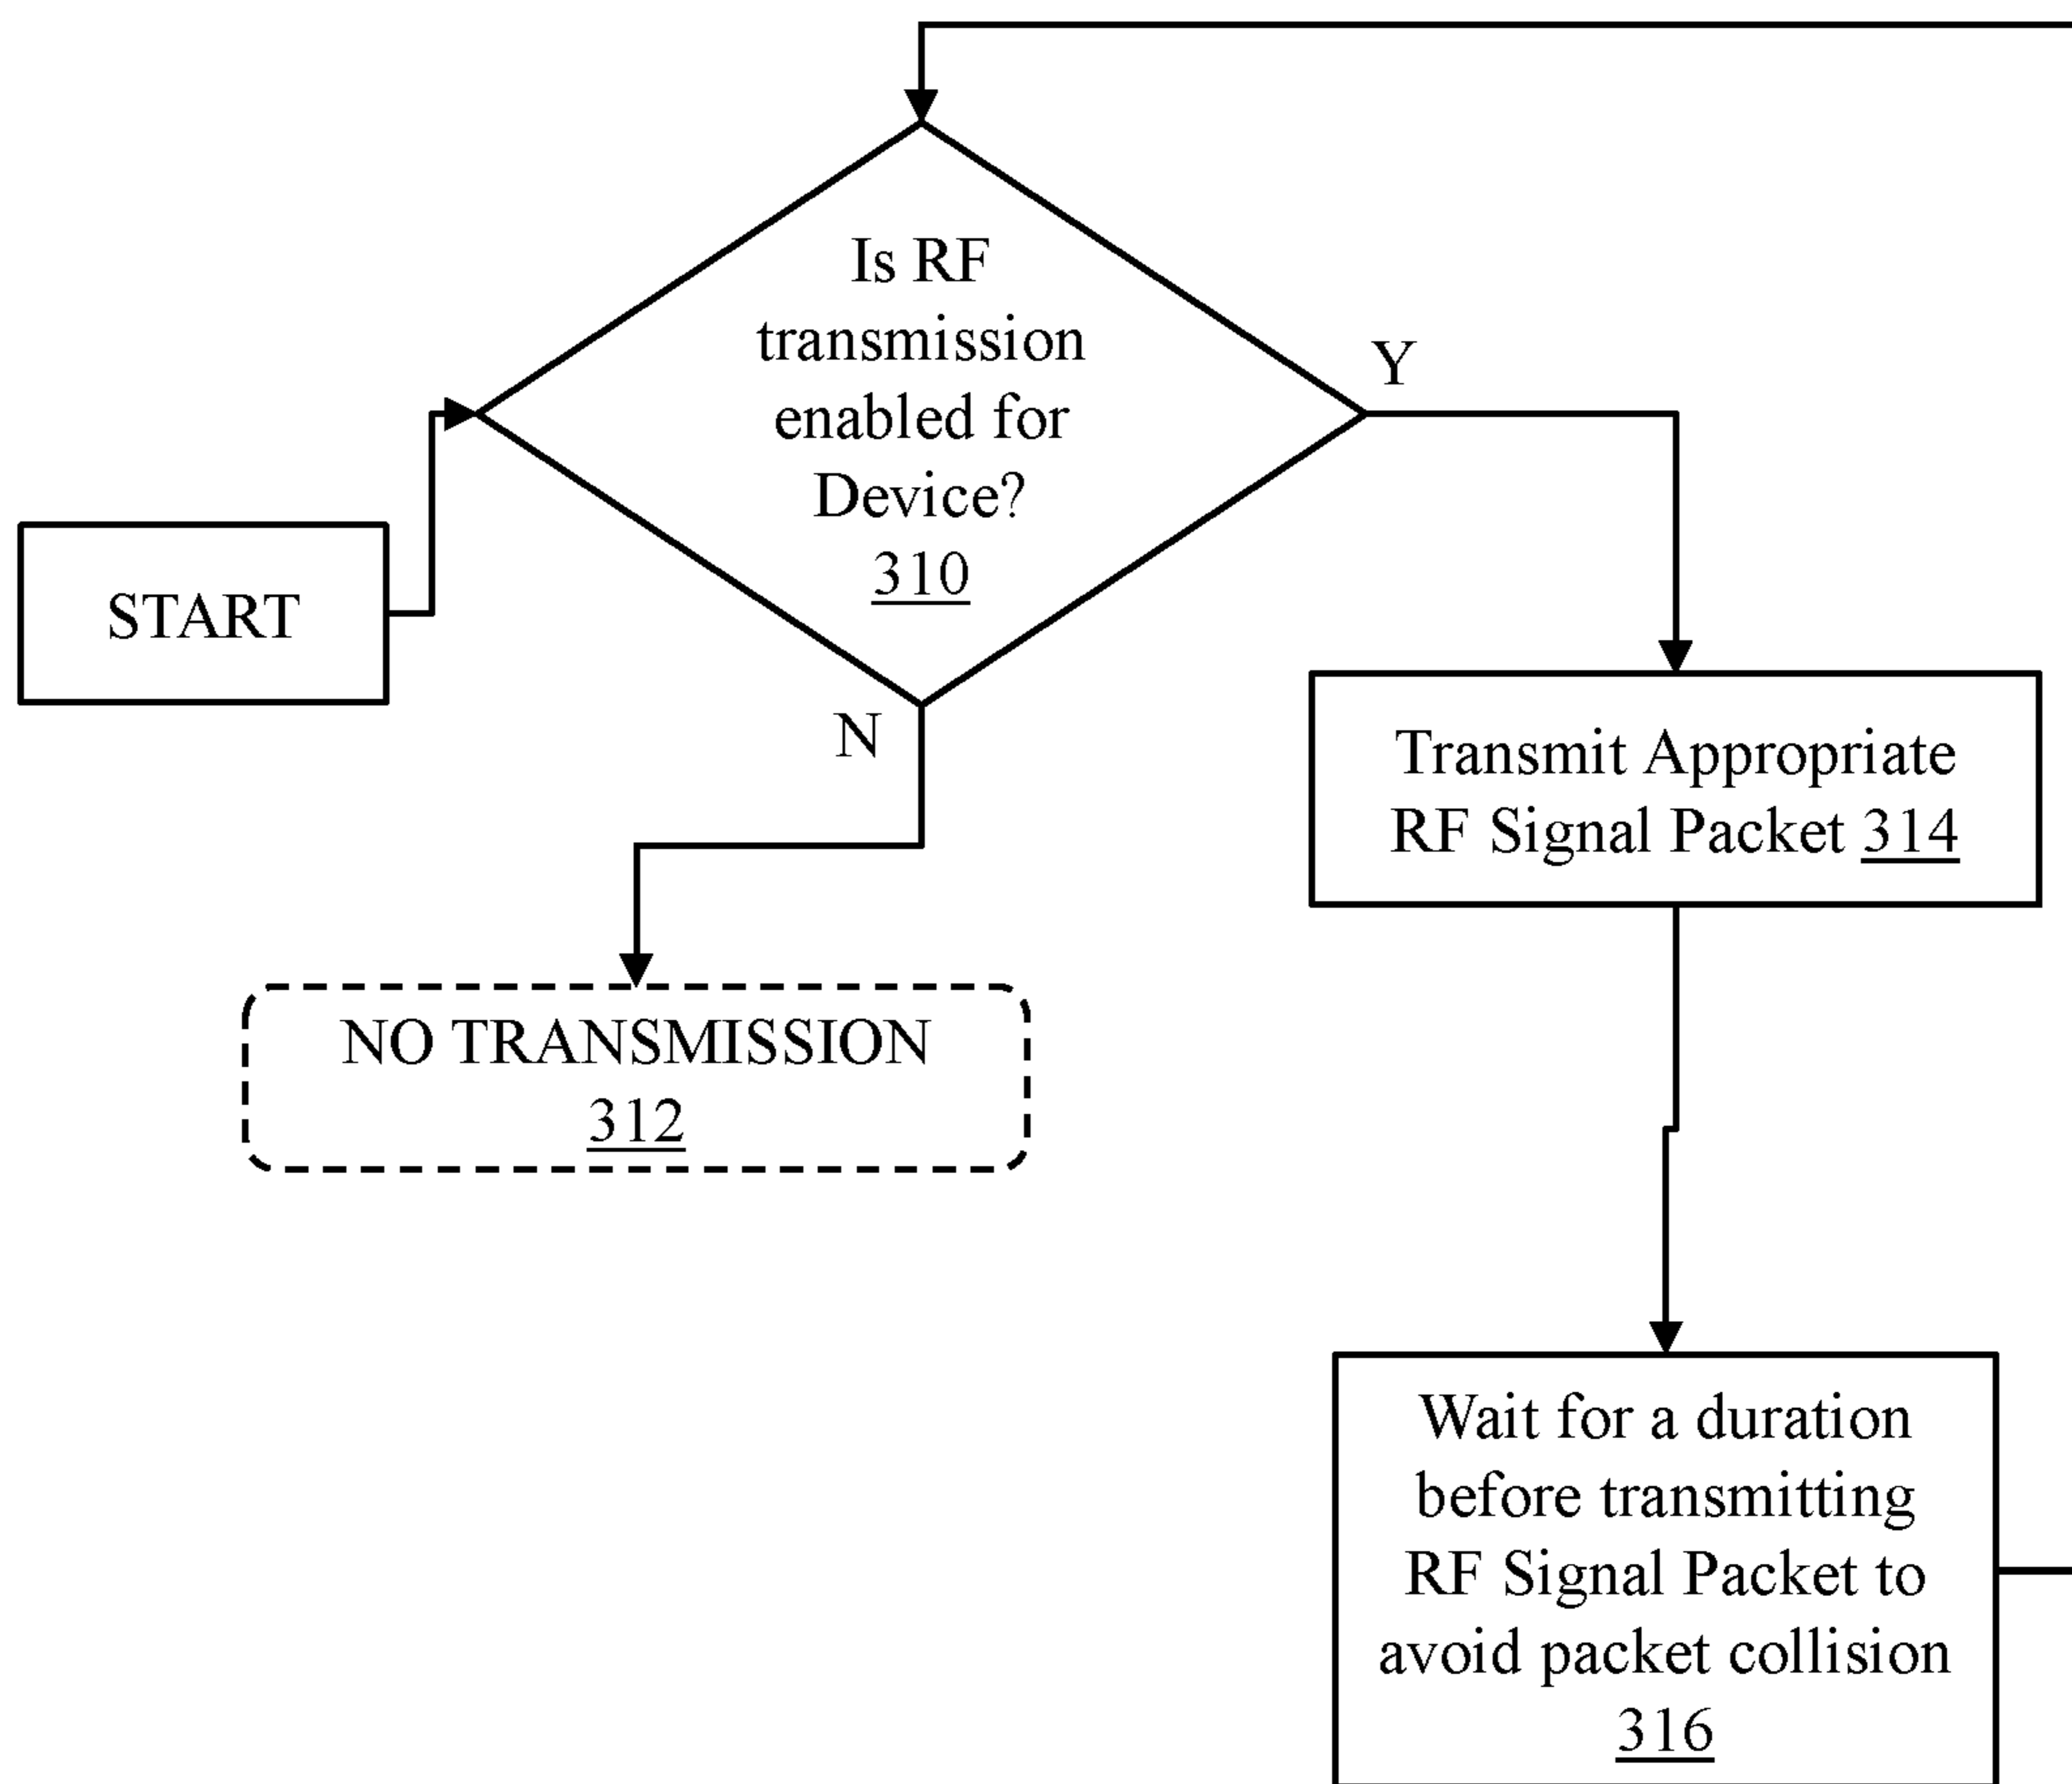 Is RF
transmission
enabled for
Device?
310
Y
START
N
Transmit Appropriate
RF Signal Packet 314
NO TRANSMISSION
312
Wait for a duration
before transmitting
RF Signal Packet to
avoid packet collision
316